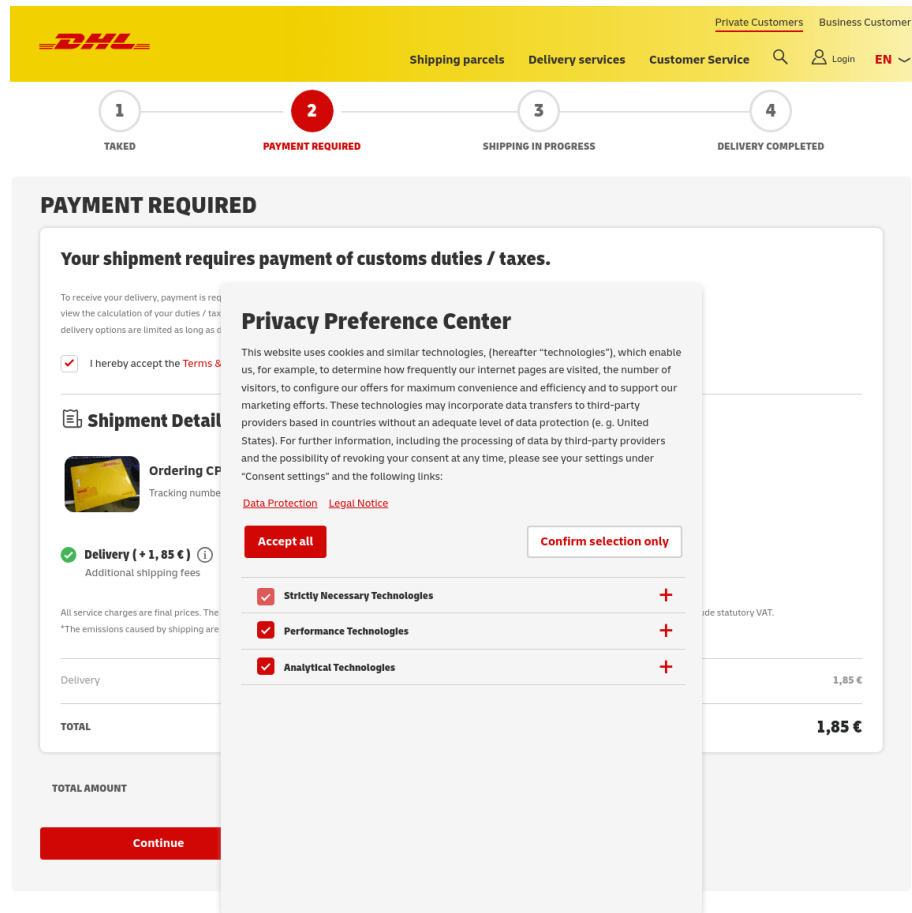 Private Customers Business Customer
DHL
Shipping parcels Delivery services Customer Service Login EN
1 2 3 4
TAKED PAYMENT REQUIRED SHIPPING IN PROGRESS DELIVERY COMPLETED
PAYMENT REQUIRED
Your shipment requires payment of customs duties / taxes.
To receive your delivery, payment is req
view the calculation of your duties / tax
delivery options are limited as long as d
I hereby accept the Terms &
Shipment Detail
Ordering CP
Tracking numbe
Delivery ( + 1, 85 € )
Additional shipping fees
All service charges are final prices. The
de statutory VAT.
*The emissions caused by shipping are
Delivery 1,85 €
TOTAL 1,85 €
TOTAL AMOUNT
Continue
Privacy Preference Center
This website uses cookies and similar technologies, (hereafter “technologies”), which enable
us, for example, to determine how frequently our internet pages are visited, the number of
visitors, to configure our offers for maximum convenience and efficiency and to support our
marketing efforts. These technologies may incorporate data transfers to third-party
providers based in countries without an adequate level of data protection (e. g. United
States). For further information, including the processing of data by third-party providers
and the possibility of revoking your consent at any time, please see your settings under
“Consent settings” and the following links:
Data Protection Legal Notice
Accept all Confirm selection only
Strictly Necessary Technologies +
Performance Technologies +
Analytical Technologies +